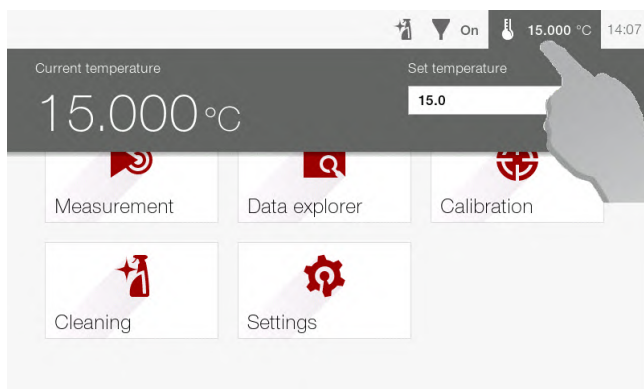 On 15.000 °C 14:07
Current temperature Set temperature
15.000 °C 15.0
Measurement Data explorer Calibration
Cleaning Settings